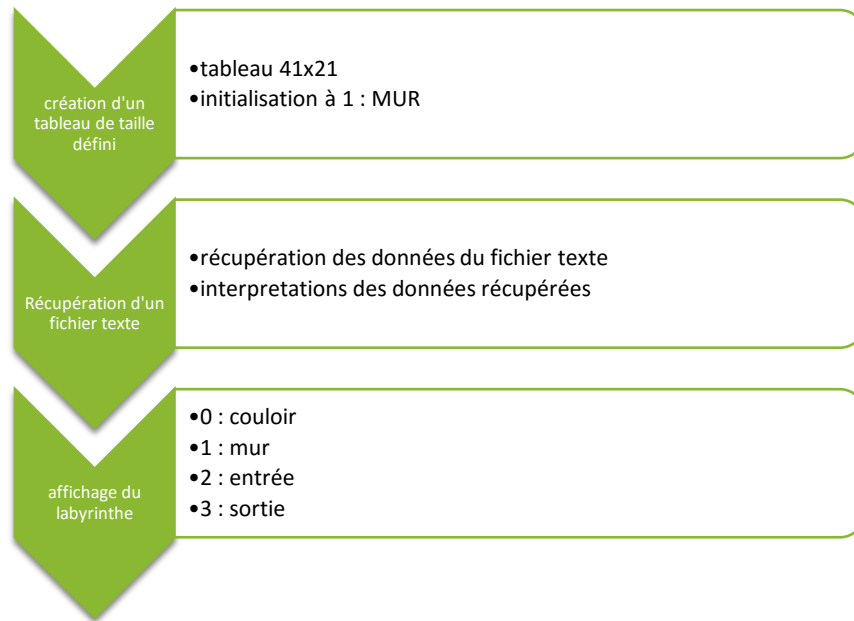 création d'un
tableau de taille
défini
•tableau 41x21
•initialisation à 1 : MUR
Récupération d'un
fichier texte
•récupération des données du fichier texte
•interpretations des données récupérées
affichage du
labyrinthe
•0 : couloir
•1 : mur
•2 : entrée
•3 : sortie